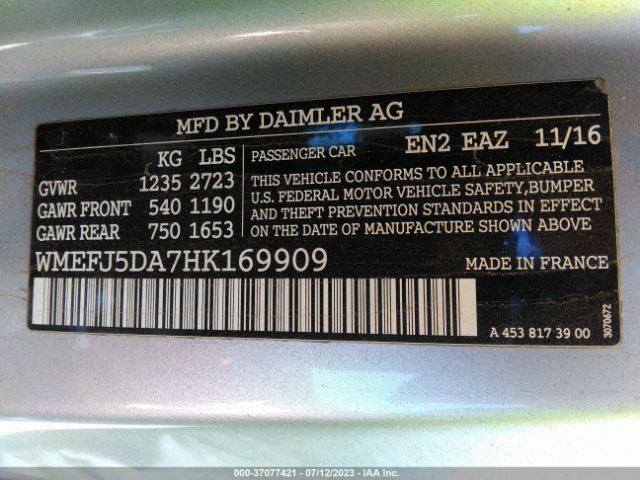 MFD BY DAIMLER AG
KG LBS
GVWR 1235 2723
GAWR FRONT 540 1190
GAWR REAR 750 1653
PASSENGER CAR EN2 EAZ 11/16
THIS VEHICLE CONFORMS TO ALL APPLICABLE
U.S. FEDERAL MOTOR VEHICLE SAFETY,BUMPER
AND THEFT PREVENTION STANDARDS IN EFFECT
ON THE DATE OF MANUFACTURE SHOWN ABOVE
WMEFJ5DA7HK169909 MADE IN FRANCE
A 453 817 39 00
3070672
000-37077421 - 07/12/2023 - IAA Inc.